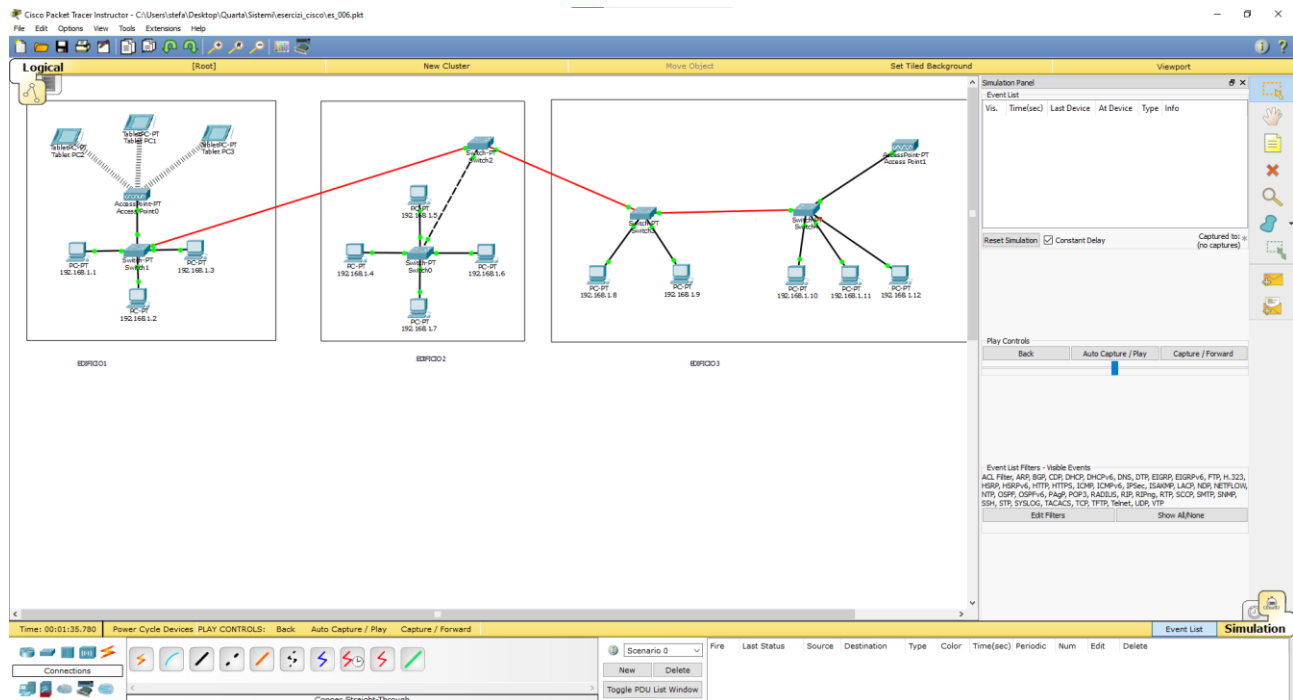 Cisco Packet Tracer Instructor - C:\Users\stefa\Desktop\Quarta\Sistemi\esercizi_cisco\es_006.pkt
File Edit Options View Tools Extensions Help
Logical [Root] New Cluster Move Object Set Tiled Background Viewport
TabletPC-PT
Tablet PC2
TabletPC-PT
Tablet PC1
TabletPC-PT
Tablet PC3
AccessPoint-PT
Access Point0
PC-PT
192.168.1.1
Switch-PT
Switch1
PC-PT
192.168.1.3
PC-PT
192.168.1.2
EDIFICIO1
Switch-PT
Switch2
PC-PT
192.168.1.5
PC-PT
192.168.1.4
Switch-PT
Switch0
PC-PT
192.168.1.6
PC-PT
192.168.1.7
EDIFICIO2
AccessPoint-PT
Access Point1
Switch-PT
Switch-PT
PC-PT
192.168.1.8
PC-PT
192.168.1.9
PC-PT
192.168.1.10
PC-PT
192.168.1.11
PC-PT
192.168.1.12
EDIFICIO3
Simulation Panel
Event List
Vis. Time(sec) Last Device At Device Type Info
Reset Simulation Constant Delay
Captured to:
(no captures)
Play Controls
Back Auto Capture / Play Capture / Forward
Event List Filters - Visible Events
ACL Filter, ARP, BGP, CDP, DHCP, DHCPv6, DNS, DTP, EIGRP, EIGRPv6, FTP, H.323,
HSRP, HSRPv6, HTTP, HTTPS, ICMP, ICMPv6, IPSec, ISAKMP, LACP, NDP, NETFLOW,
NTP, OSPF, OSPFv6, PAgP, POP3, RADIUS, RIP, RIPng, RTP, SCCP, SMTP, SNMP,
SSH, STP, SYSLOG, TACACS, TCP, TFTP, Telnet, UDP, VTP
Edit Filters Show All/None
Time: 00:01:35.780 Power Cycle Devices PLAY CONTROLS: Back Auto Capture / Play Capture / Forward Event List Simulation
Connections
Copper Straight-Through
Scenario 0
New Delete
Toggle PDU List Window
Fire Last Status Source Destination Type Color Time(sec) Periodic Num Edit Delete